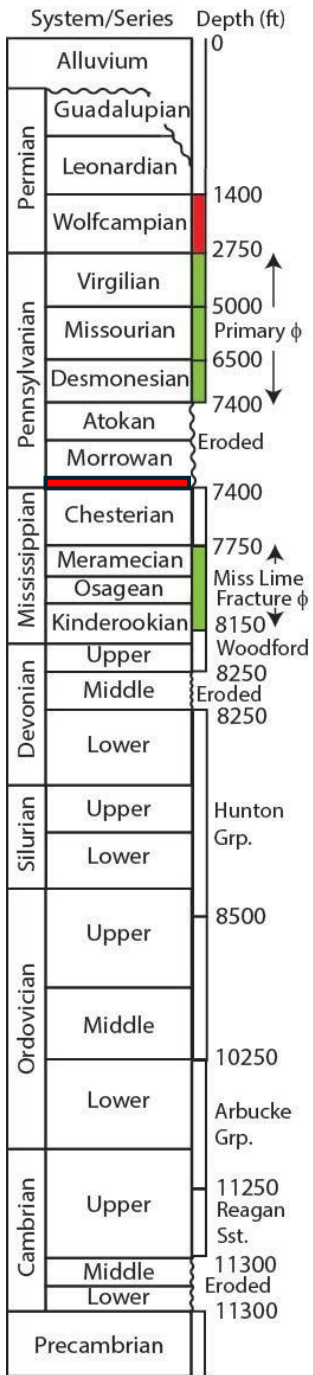 System/Series Depth (ft)
0
Alluvium
Permian
Guadalupian
Leonardian
1400
Wolfcampian
2750
Pennsylvanian
Virgilian
5000
Missourian Primary ϕ
6500
Desmonesian
7400
Atokan
Eroded
Morrowan
7400
Mississippian
Chesterian
7750
Meramecian
Miss Lime
Osagean
Fracture ϕ
Kinderookian 8150
Woodford
Devonian
Upper
8250
Middle Eroded
8250
Lower
Silurian
Upper
Hunton
Grp.
Lower
8500
Ordovician
Upper
Middle
10250
Lower
Arbucke
Grp.
Cambrian
11250
Upper
Reagan
Sst.
11300
Middle
Eroded
Lower
11300
Precambrian